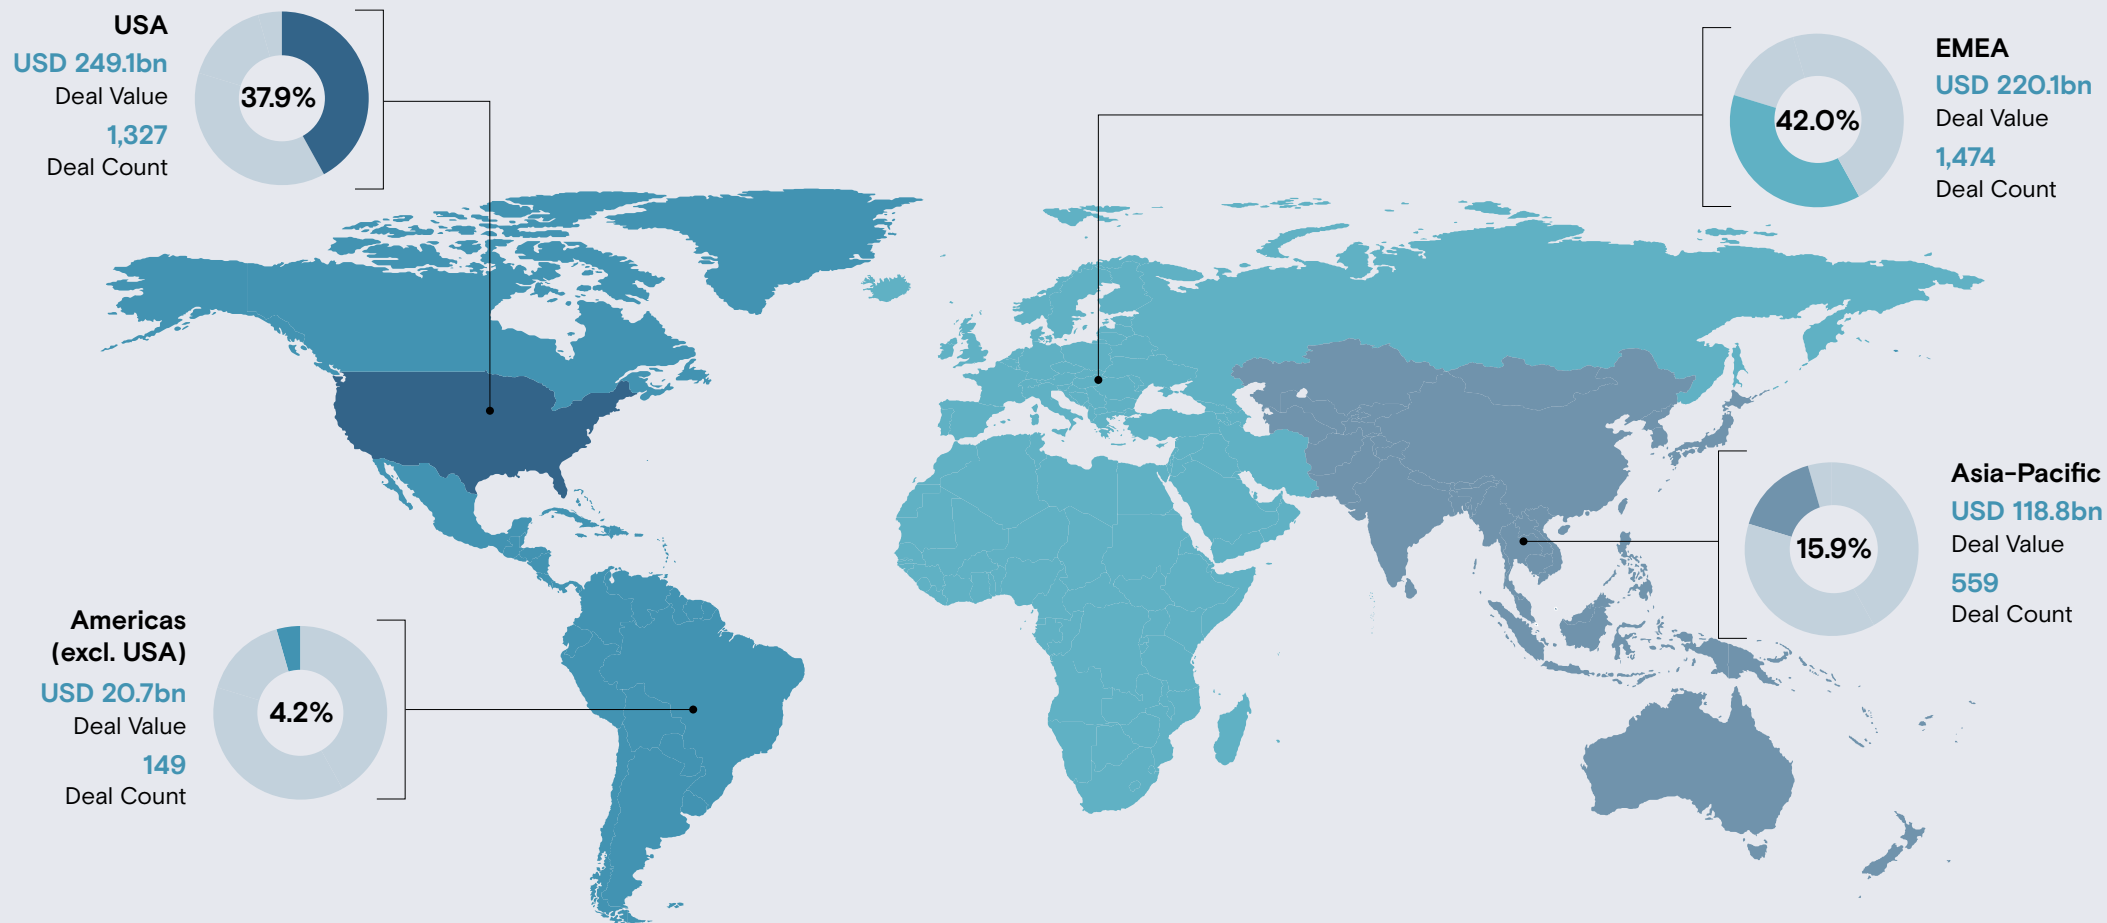 USA
USD 249.1bn
Deal Value
1,327
Deal Count
37.9%
EMEA
USD 220.1bn
Deal Value
1,474
Deal Count
42.0%
Asia-Pacific
USD 118.8bn
Deal Value
559
Deal Count
15.9%
Americas
(excl. USA)
USD 20.7bn
Deal Value
149
Deal Count
4.2%